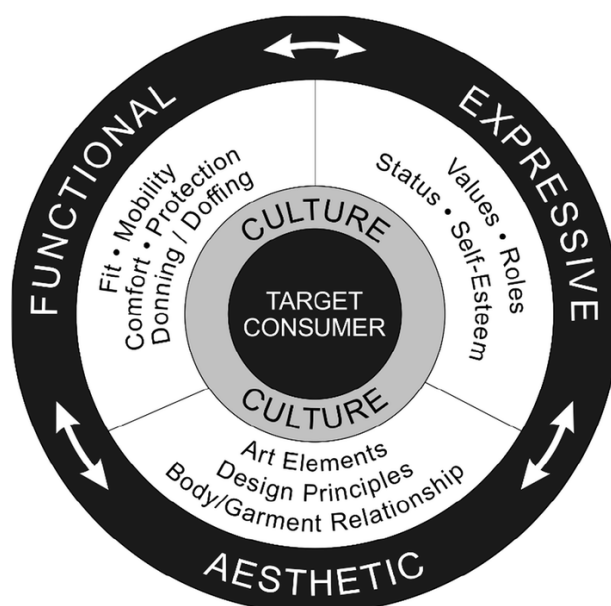 FUNCTIONAL
EXPRESSIVE
Fit • Mobility
Comfort • Protection
Donning / Doffing
Values • Roles
Status • Self-Esteem
CULTURE
TARGET
CONSUMER
CULTURE
Art Elements
Design Principles
Body/Garment Relationship
AESTHETIC